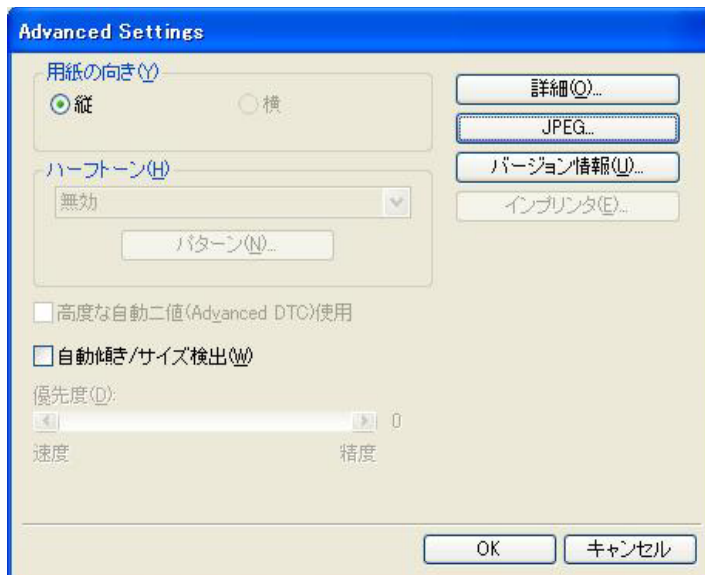 Advanced Settings
用紙の向き(Y)
縦
横
詳細(O)...
JPEG...
バージョン情報(U)...
インプリンタ(E)...
ハーフトーン(H)
無効
パターン(N)...
高度な自動二値(Advanced DTC)使用
自動傾き/サイズ検出(W)
優先度(D):
0
速度
精度
OK
キャンセル